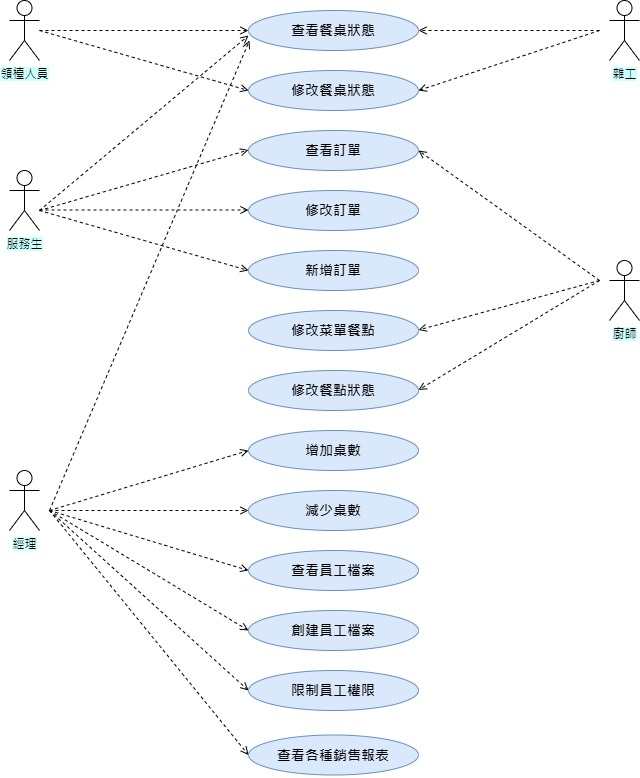 查看餐桌狀態
領檯人員
雜工
修改餐桌狀態
查看訂單
修改訂單
服務生
新增訂單
修改菜單餐點
廚師
修改餐點狀態
增加桌數
減少桌數
經理
查看員工檔案
創建員工檔案
限制員工權限
查看各種銷售報表